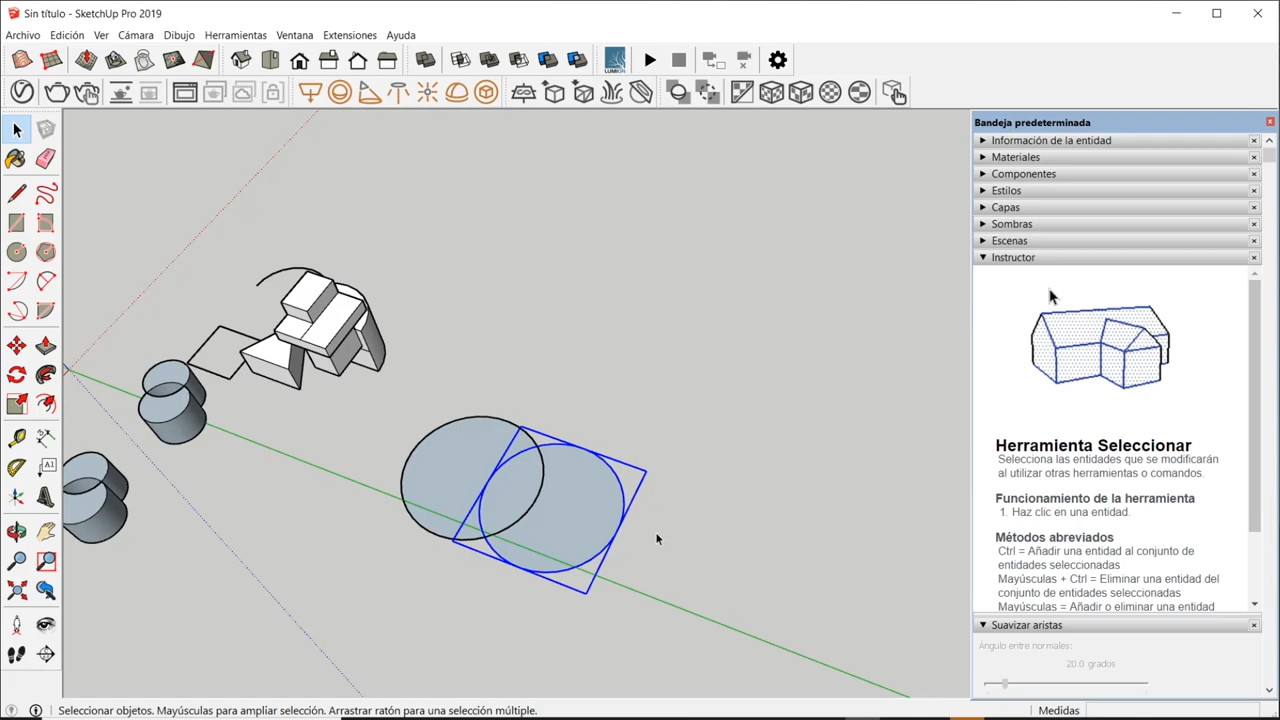 Sin título - SketchUp Pro 2019
Archivo Edición Ver Cámara Dibujo Herramientas Ventana Extensiones Ayuda
LUMION
Bandeja predeterminada
Información de la entidad
Materiales
Componentes
Estilos
Capas
Sombras
Escenas
Instructor
Herramienta Seleccionar
Selecciona las entidades que se modificarán
al utilizar otras herramientas o comandos.
Funcionamiento de la herramienta
1. Haz clic en una entidad.
Métodos abreviados
Ctrl = Añadir una entidad al conjunto de
entidades seleccionadas
Mayúsculas + Ctrl = Eliminar una entidad del
conjunto de entidades seleccionadas
Mayúsculas = Añadir o eliminar una entidad
Suavizar aristas
Ángulo entre normales:
20.0 grados
Seleccionar objetos. Mayúsculas para ampliar selección. Arrastrar ratón para una selección múltiple.
Medidas